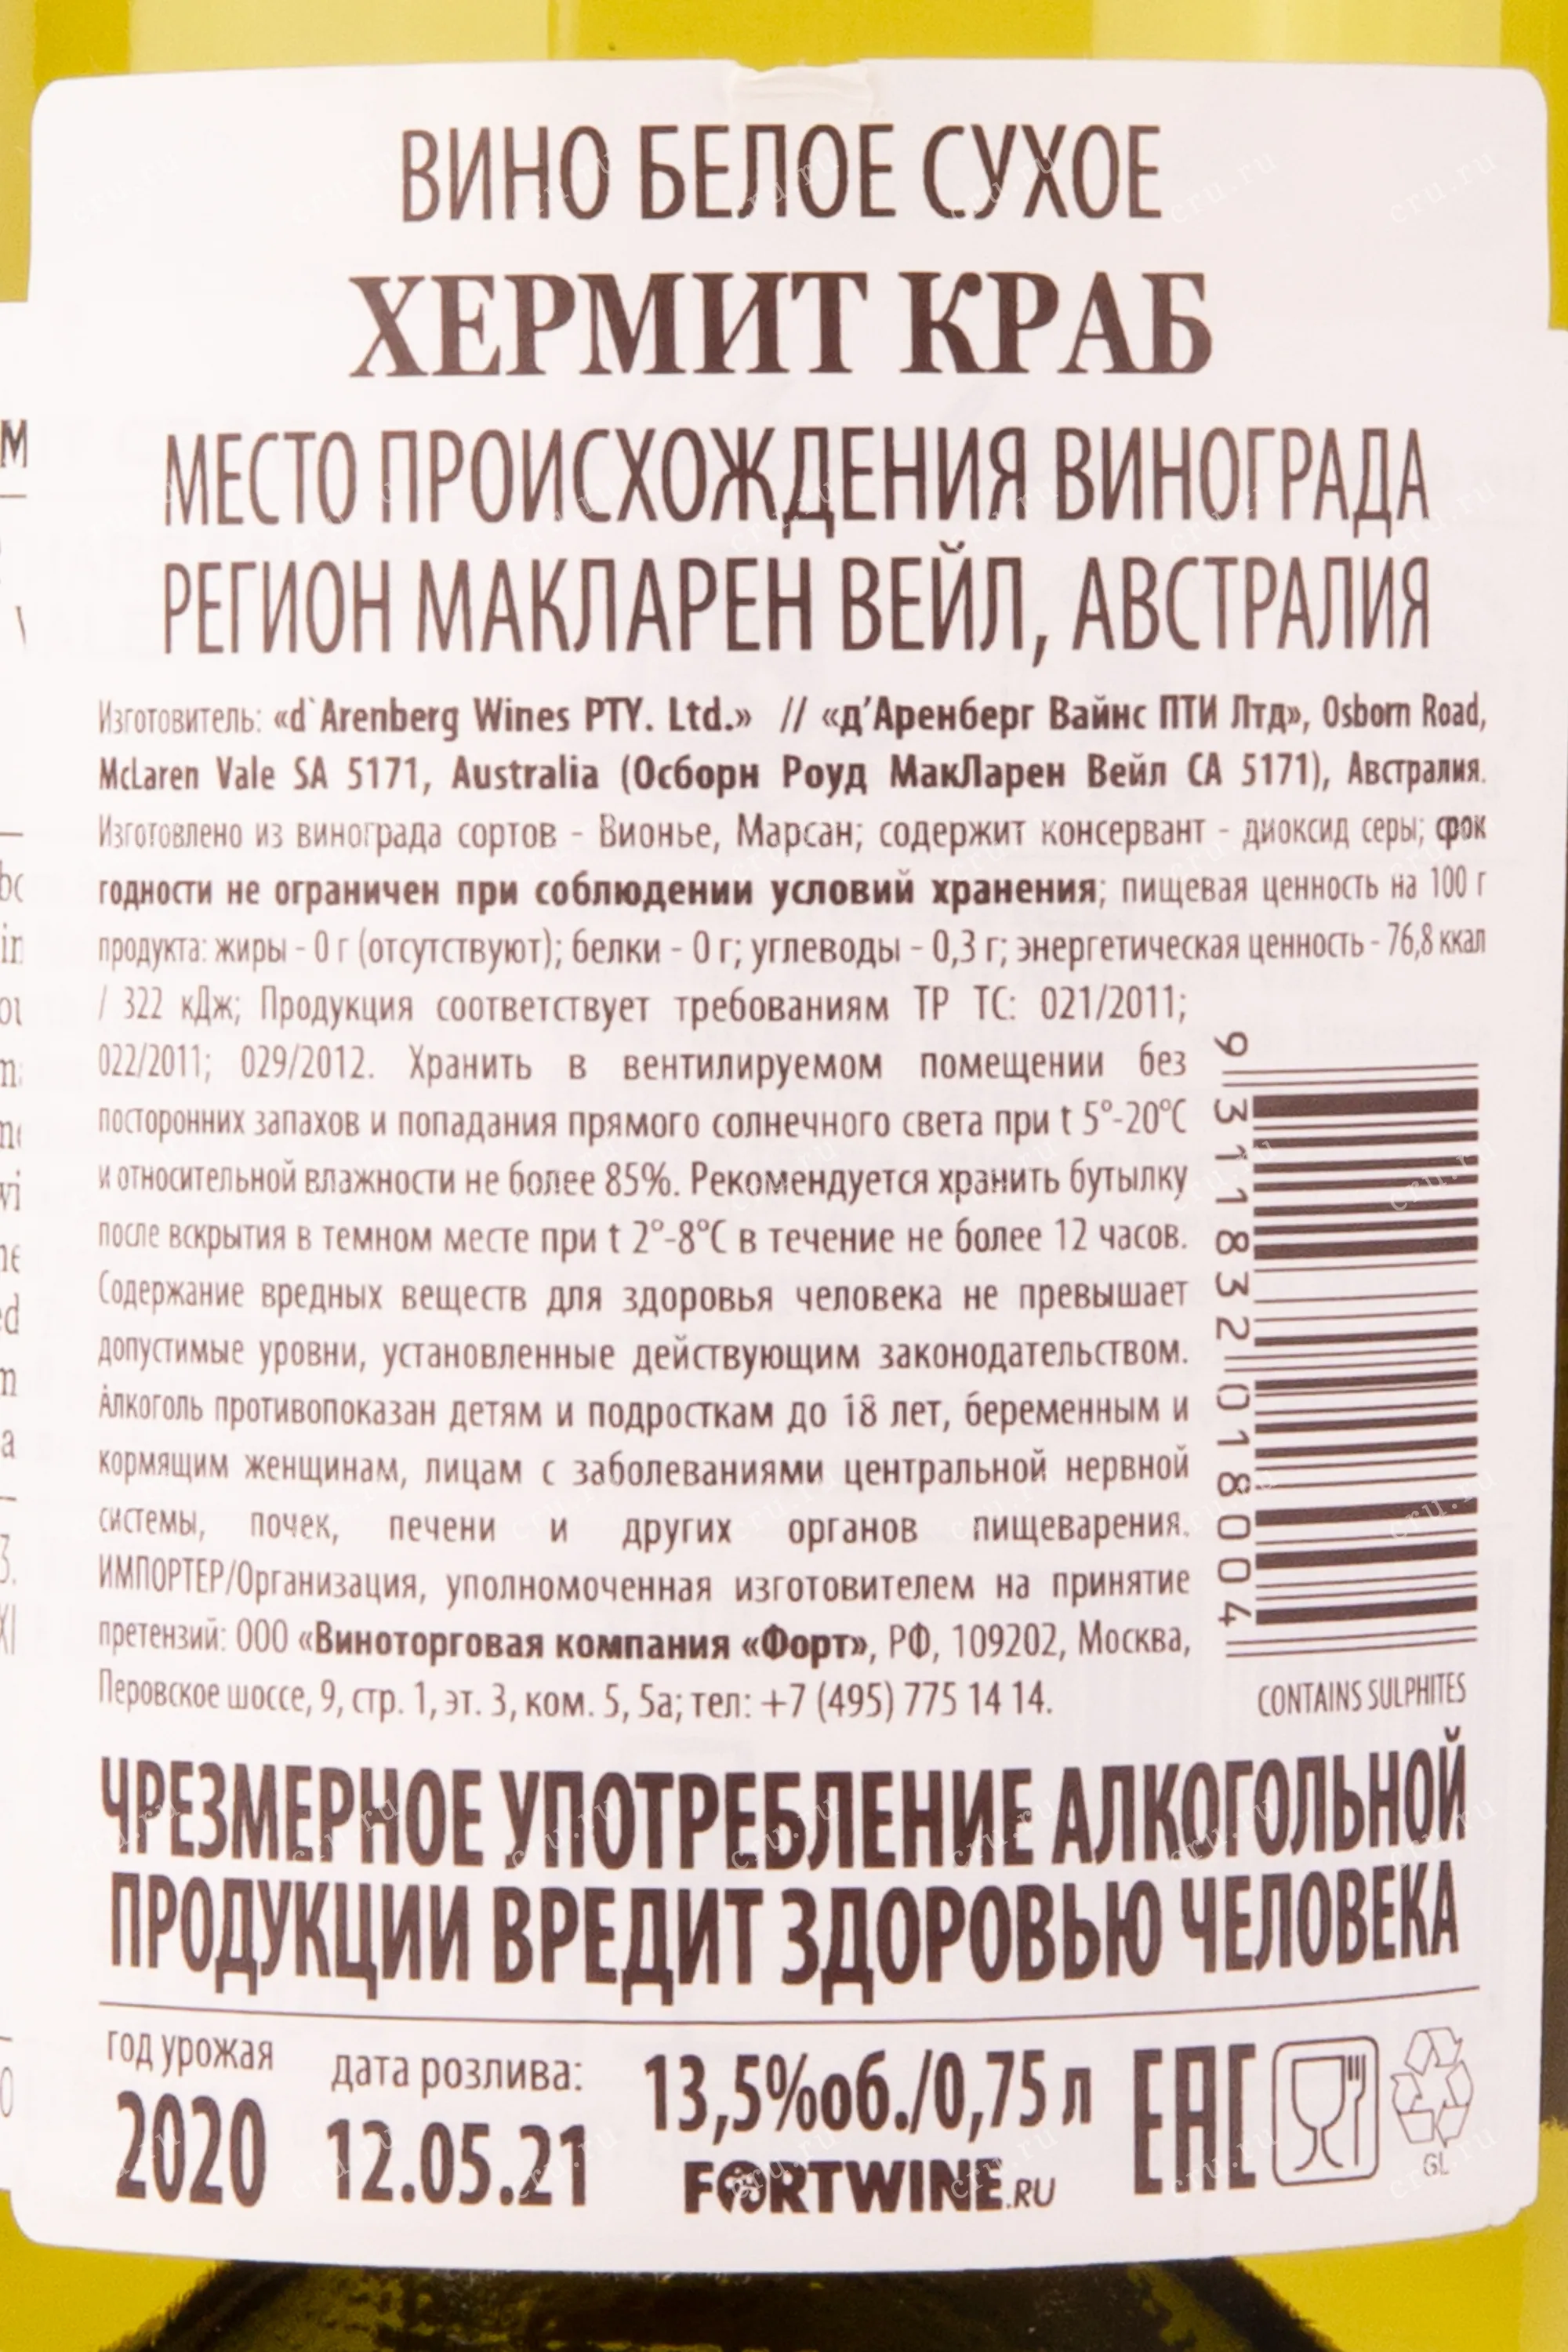 ВИНО БЕЛОЕ СУХОЕ
ХЕРМИТ КРАБ
МЕСТО ПРОИСХОЖДЕНИЯ ВИНОГРАДА
РЕГИОН МАКЛАРЕН ВЕЙЛ, АВСТРАЛИЯ
Изготовитель: «d`Arenberg Wines PTY. Ltd.» // «д’Аренберг Вайнс ПТИ Лтд», Osborn Road,
McLaren Vale SA 5171, Australia (Осборн Роуд МакЛарен Вейл СА 5171), Австралия.
Изготовлено из винограда сортов - Вионье, Марсан; содержит консервант - диоксид серы; срок
годности не ограничен при соблюдении условий хранения; пищевая ценность на 100 г
продукта: жиры - 0 г (отсутствуют); белки - 0 г; углеводы - 0,3 г; энергетическая ценность - 76,8 ккал
/ 322 кДж; Продукция соответствует требованиям ТР ТС: 021/2011;
022/2011; 029/2012. Хранить в вентилируемом помещении без
посторонних запахов и попадания прямого солнечного света при t 5°-20°C
и относительной влажности не более 85%. Рекомендуется хранить бутылку
после вскрытия в темном месте при t 2°-8°C в течение не более 12 часов.
Содержание вредных веществ для здоровья человека не превышает
допустимые уровни, установленные действующим законодательством.
Алкоголь противопоказан детям и подросткам до 18 лет, беременным и
кормящим женщинам, лицам с заболеваниями центральной нервной
системы, почек, печени и других органов пищеварения.
ИМПОРТЕР/Организация, уполномоченная изготовителем на принятие
претензий: ООО «Виноторговая компания «Форт», РФ, 109202, Москва,
Перовское шоссе, 9, стр. 1, эт. 3, ком. 5, 5а; тел: +7 (495) 775 14 14.
9 311832 018004
CONTAINS SULPHITES
ЧРЕЗМЕРНОЕ УПОТРЕБЛЕНИЕ АЛКОГОЛЬНОЙ
ПРОДУКЦИИ ВРЕДИТ ЗДОРОВЬЮ ЧЕЛОВЕКА
год урожая
2020
дата розлива:
12.05.21
13,5%об./0,75 л
FORTWINE.RU
EAC
GL
cru.ru